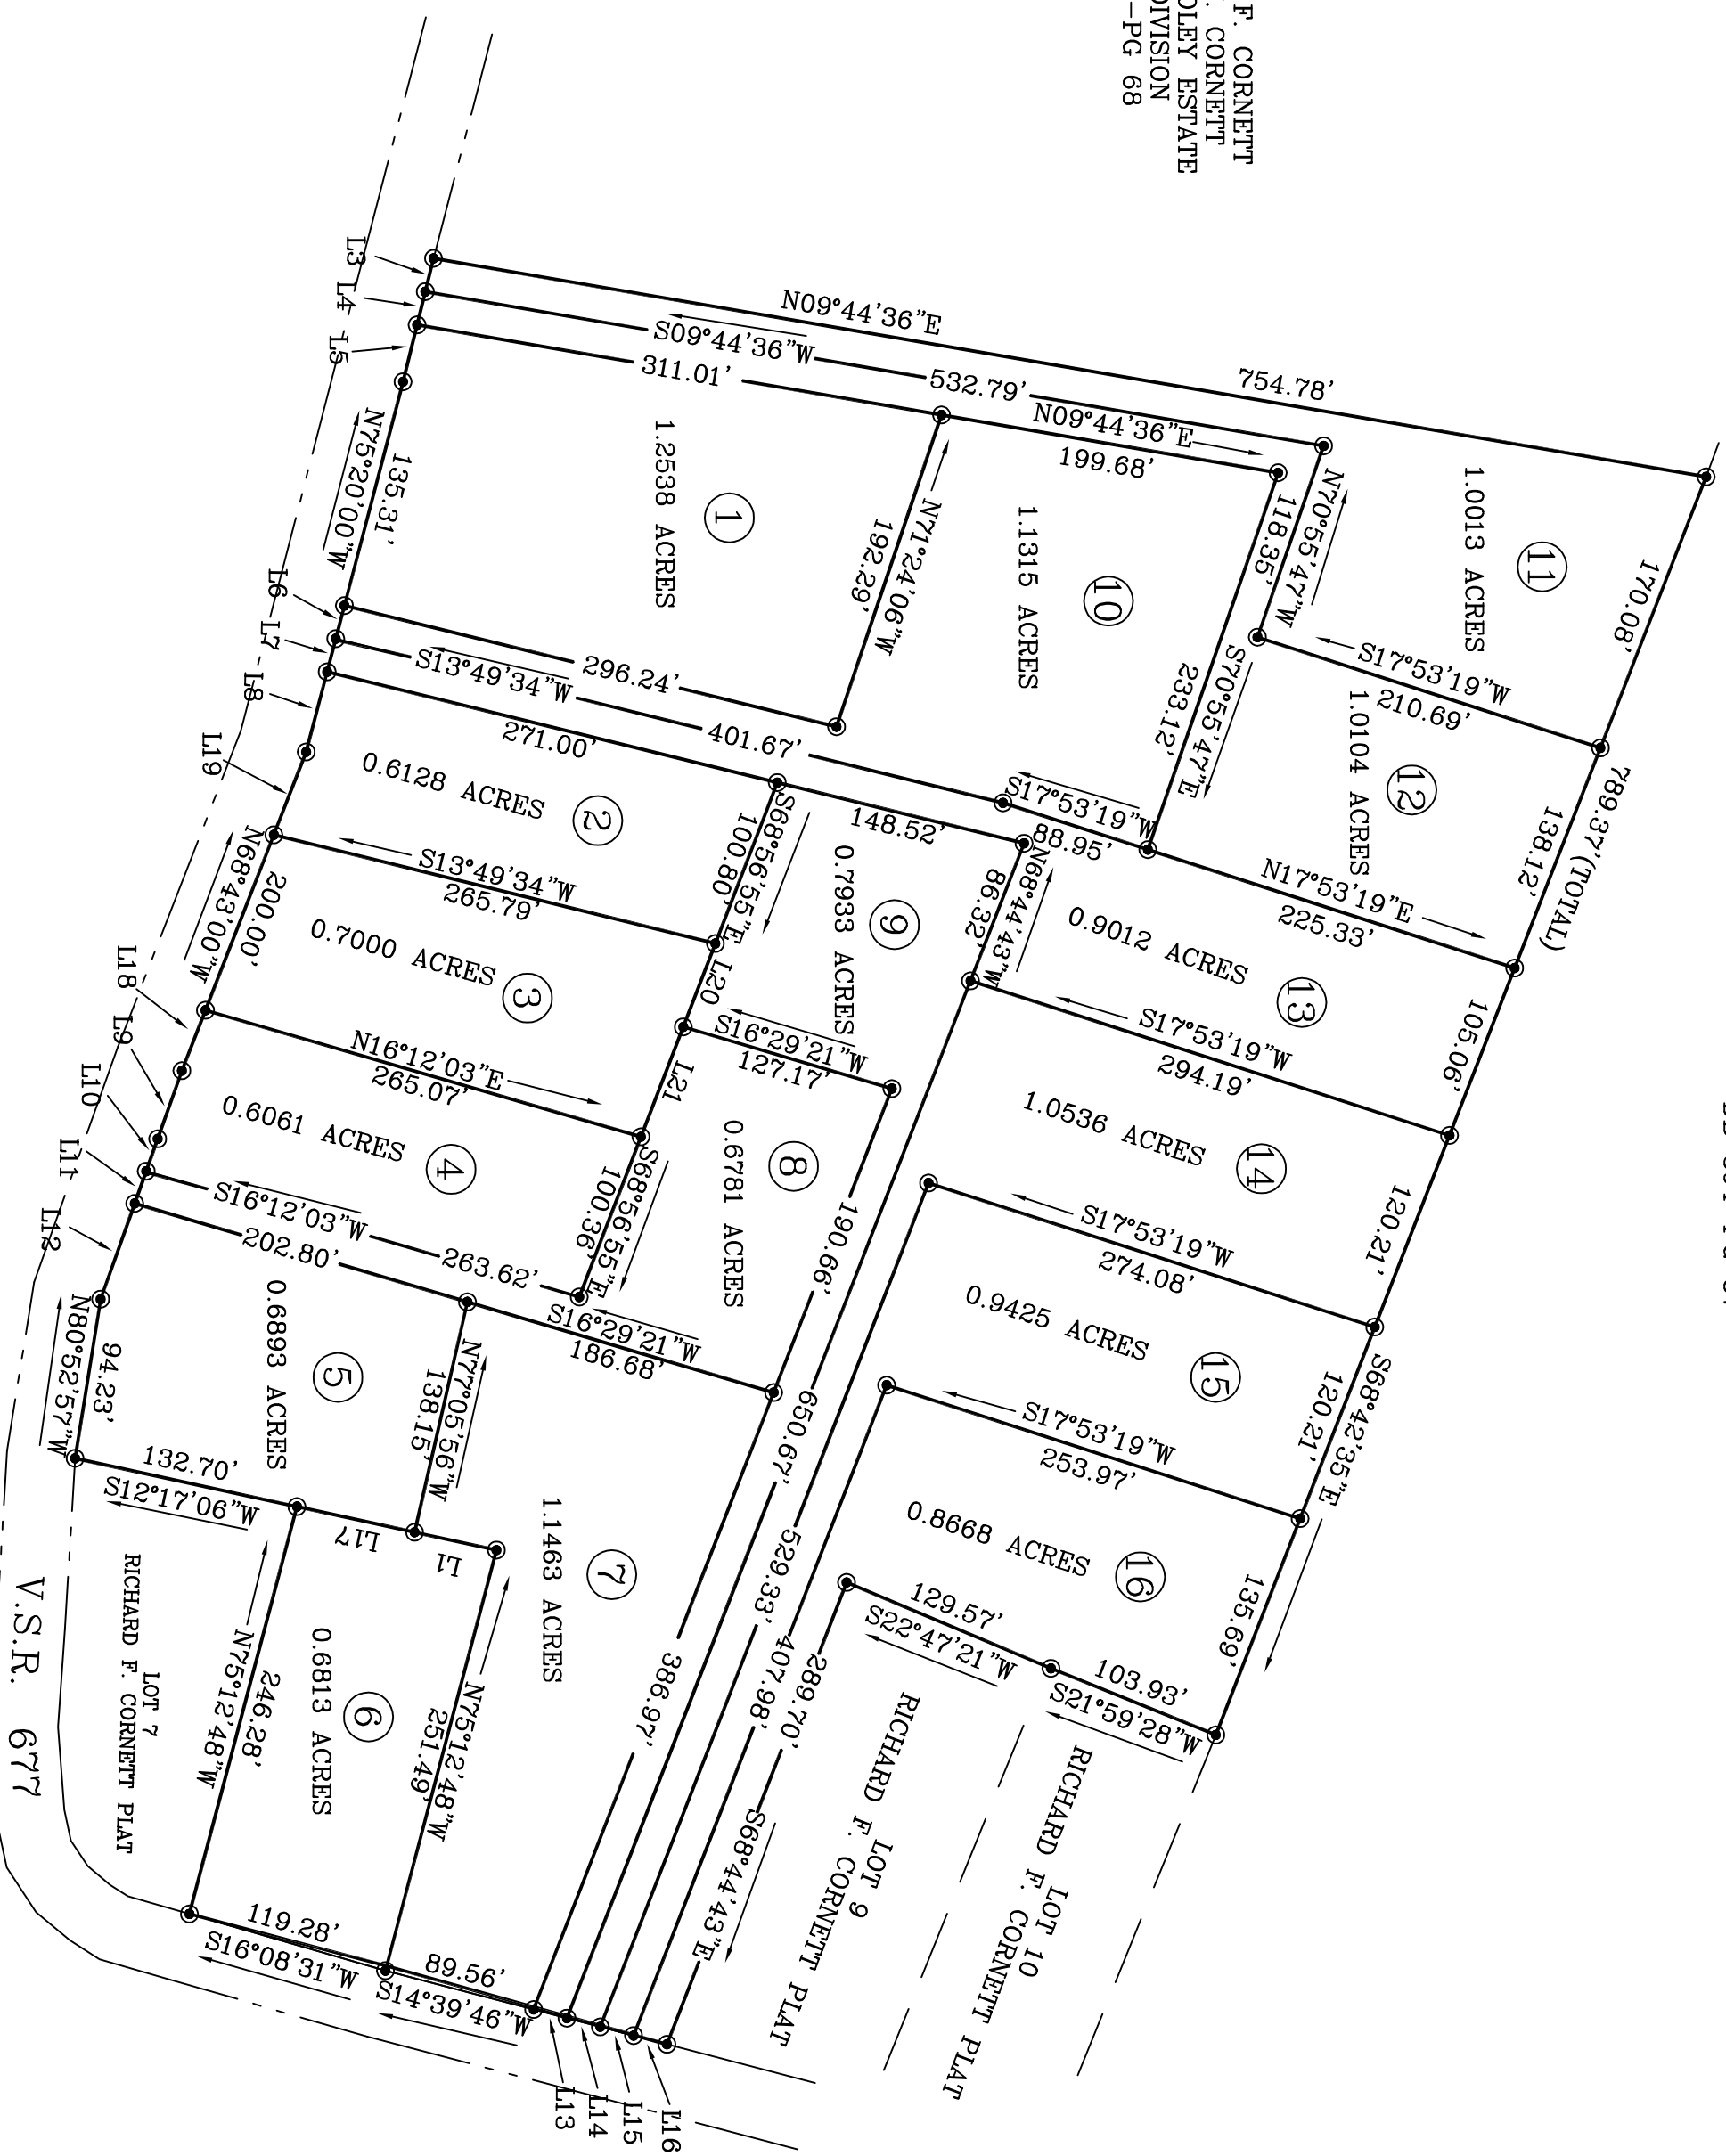 F. CORNETT
. CORNETT
OLEY ESTATE
DIVISION
-PG 68
N09°44'36"E
754.78'
S09°44'36"W
532.79'
311.01'
N09°44'36"E
199.68'
L3
L4
L5
N75°20'00"W
135.31'
L6
L7
L8
L19
1
1.2538 ACRES
N71°24'06"W
192.29'
296.24'
S13°49'34"W
401.67'
10
1.1315 ACRES
118.35'
233.12'
N70°55'47"W
S70°55'47"E
11
1.0013 ACRES
170.08'
S17°53'19"W
210.69'
12
1.0104 ACRES
138.12'
789.37'(TOTAL)
S17°53'19"W
88.95'
N17°53'19"E
225.33'
271.00'
148.52'
2
0.6128 ACRES
S68°56'55"E
100.80'
S13°49'34"W
265.79'
N68°43'00"W
200.00'
3
0.7000 ACRES
L20
L21
9
0.7933 ACRES
N68°44'43"W
86.32'
S16°29'21"W
127.17'
13
0.9012 ACRES
105.06'
S17°53'19"W
294.19'
L18
L9
L10
L11
L12
N16°12'03"E
265.07'
4
0.6061 ACRES
S68°56'55"E
100.36'
S16°12'03"W
263.62'
202.80'
8
0.6781 ACRES
190.66'
S16°29'21"W
186.68'
14
1.0536 ACRES
120.21'
S17°53'19"W
274.08'
15
0.9425 ACRES
120.21'
S68°42'35"E
S17°53'19"W
253.97'
16
0.8668 ACRES
135.69'
129.57'
S22°47'21"W
103.93'
S21°59'28"W
5
0.6893 ACRES
N77°05'56"W
138.15'
94.23'
N80°52'57"W
132.70'
S12°17'06"W
L17
L1
7
1.1463 ACRES
650.67'
529.33'
407.98'
289.70'
386.97'
S68°44'43"E
N75°12'48"W
251.49'
6
0.6813 ACRES
246.28'
N75°12'48"W
LOT 7
RICHARD F. CORNETT PLAT
V.S.R. 677
119.28'
S16°08'31"W
89.56'
S14°39'46"W
L13
L14
L15
L16
LOT 9
RICHARD F. CORNETT PLAT
LOT 10
RICHARD F. CORNETT PLAT